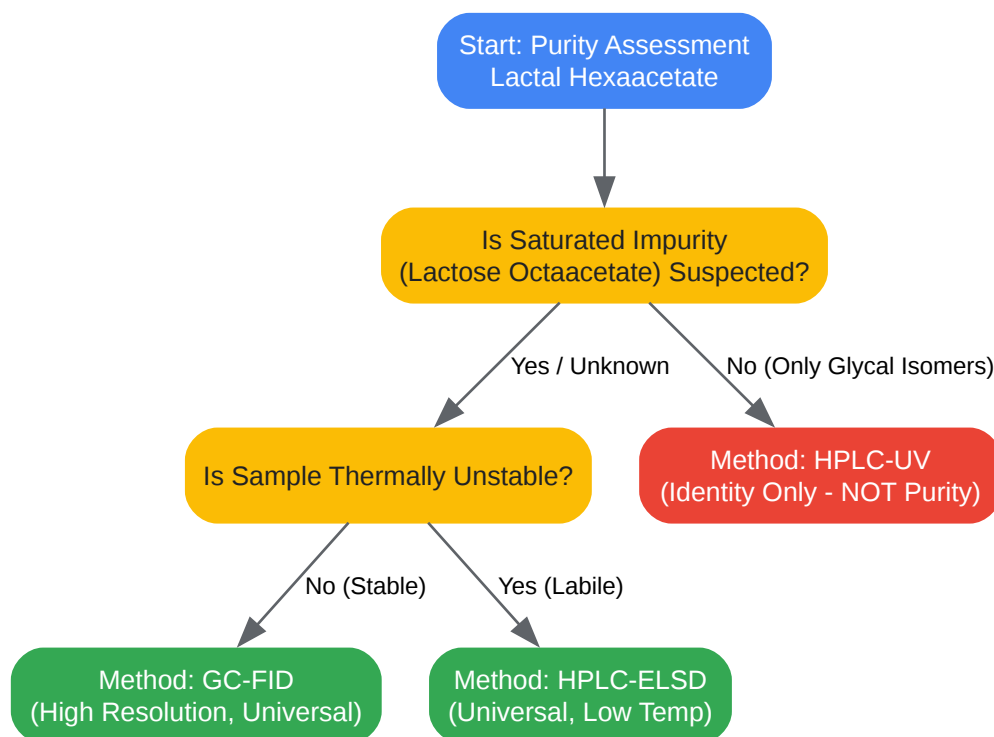 Start: Purity Assessment
Lactal Hexaacetate
Is Saturated Impurity
(Lactose Octaacetate) Suspected?
Yes / Unknown
No (Only Glycal Isomers)
Is Sample Thermally Unstable?
Method: HPLC-UV
(Identity Only - NOT Purity)
No (Stable)
Yes (Labile)
Method: GC-FID
(High Resolution, Universal)
Method: HPLC-ELSD
(Universal, Low Temp)